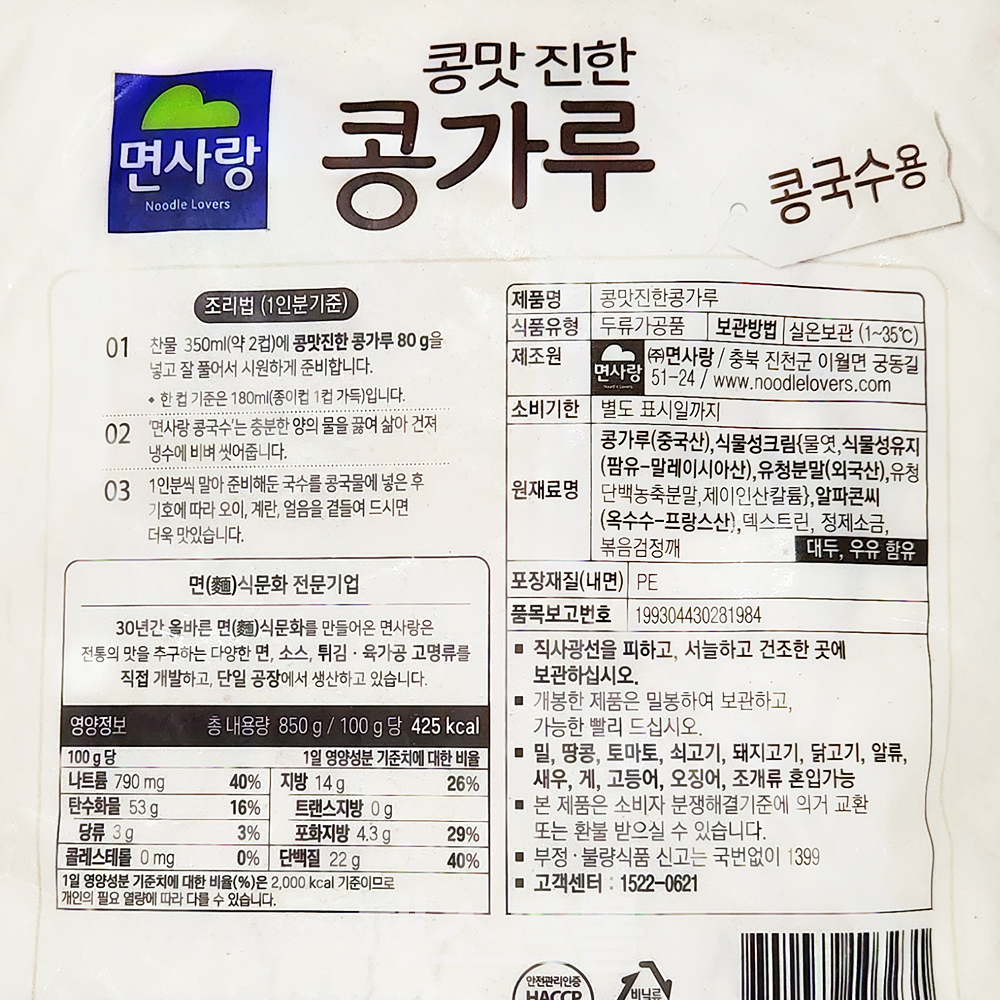 콩맛 진한
콩가루
면사랑
Noodle Lovers
콩국수용
조리법 (1인분기준)
01 찬물 350ml(약 2컵)에 콩맛진한 콩가루 80 g을
넣고 잘 풀어서 시원하게 준비합니다.
• 한 컵 기준은 180ml(종이컵 1컵 가득)입니다.
02 '면사랑 콩국수'는 충분한 양의 물을 끓여 삶아 건져
냉수에 비벼 씻어줍니다.
03 1인분씩 말아 준비해둔 국수를 콩국물에 넣은 후
기호에 따라 오이, 계란, 얼음을 곁들여 드시면
더욱 맛있습니다.
면(麵)식문화 전문기업
30년간 올바른 면(麵)식문화를 만들어온 면사랑은
전통의 맛을 추구하는 다양한 면, 소스, 튀김 · 육가공 고명류를
직접 개발하고, 단일 공장에서 생산하고 있습니다.
영양정보 총 내용량 850 g / 100 g 당 425 kcal
100 g 당 1일 영양성분 기준치에 대한 비율
나트륨 790 mg 40% 지방 14 g 26%
탄수화물 53 g 16% 트랜스지방 0 g
당류 3 g 3% 포화지방 4.3 g 29%
콜레스테롤 0 mg 0% 단백질 22 g 40%
1일 영양성분 기준치에 대한 비율(%)은 2,000 kcal 기준이므로
개인의 필요 열량에 따라 다를 수 있습니다.
제품명 콩맛진한콩가루
식품유형 두류가공품 보관방법 실온보관 (1~35℃)
제조원 면사랑 Noodle Lovers ㈜면사랑 / 충북 진천군 이월면 궁동길
51-24 / www.noodlelovers.com
소비기한 별도 표시일까지
원재료명 콩가루(중국산), 식물성크림{물엿, 식물성유지
(팜유-말레이시아산), 유청분말(외국산), 유청
단백농축분말, 제이인산칼륨}, 알파콘씨
(옥수수-프랑스산), 덱스트린, 정제소금,
볶음검정깨 대두, 우유 함유
포장재질(내면) PE
품목보고번호 199304430281984
▪ 직사광선을 피하고, 서늘하고 건조한 곳에
보관하십시오.
▪ 개봉한 제품은 밀봉하여 보관하고,
가능한 빨리 드십시오.
▪ 밀, 땅콩, 토마토, 쇠고기, 돼지고기, 닭고기, 알류,
새우, 게, 고등어, 오징어, 조개류 혼입가능
▪ 본 제품은 소비자 분쟁해결기준에 의거 교환
또는 환불 받으실 수 있습니다.
▪ 부정 · 불량식품 신고는 국번없이 1399
▪ 고객센터 : 1522-0621
안전관리인증
HACCP
비닐류